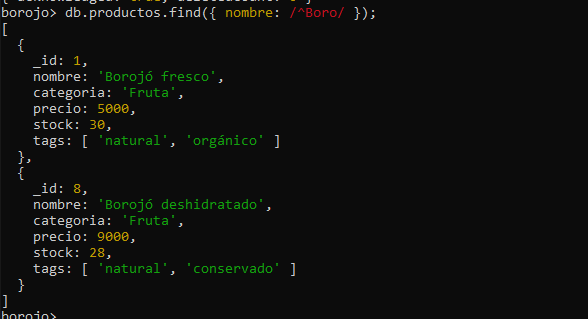 borojo> db.productos.find({ nombre: /^Boro/ });
[
  {
    _id: 1,
    nombre: 'Borojó fresco',
    categoria: 'Fruta',
    precio: 5000,
    stock: 30,
    tags: [ 'natural', 'orgánico' ]
  },
  {
    _id: 8,
    nombre: 'Borojó deshidratado',
    categoria: 'Fruta',
    precio: 9000,
    stock: 28,
    tags: [ 'natural', 'conservado' ]
  }
]
borojo>